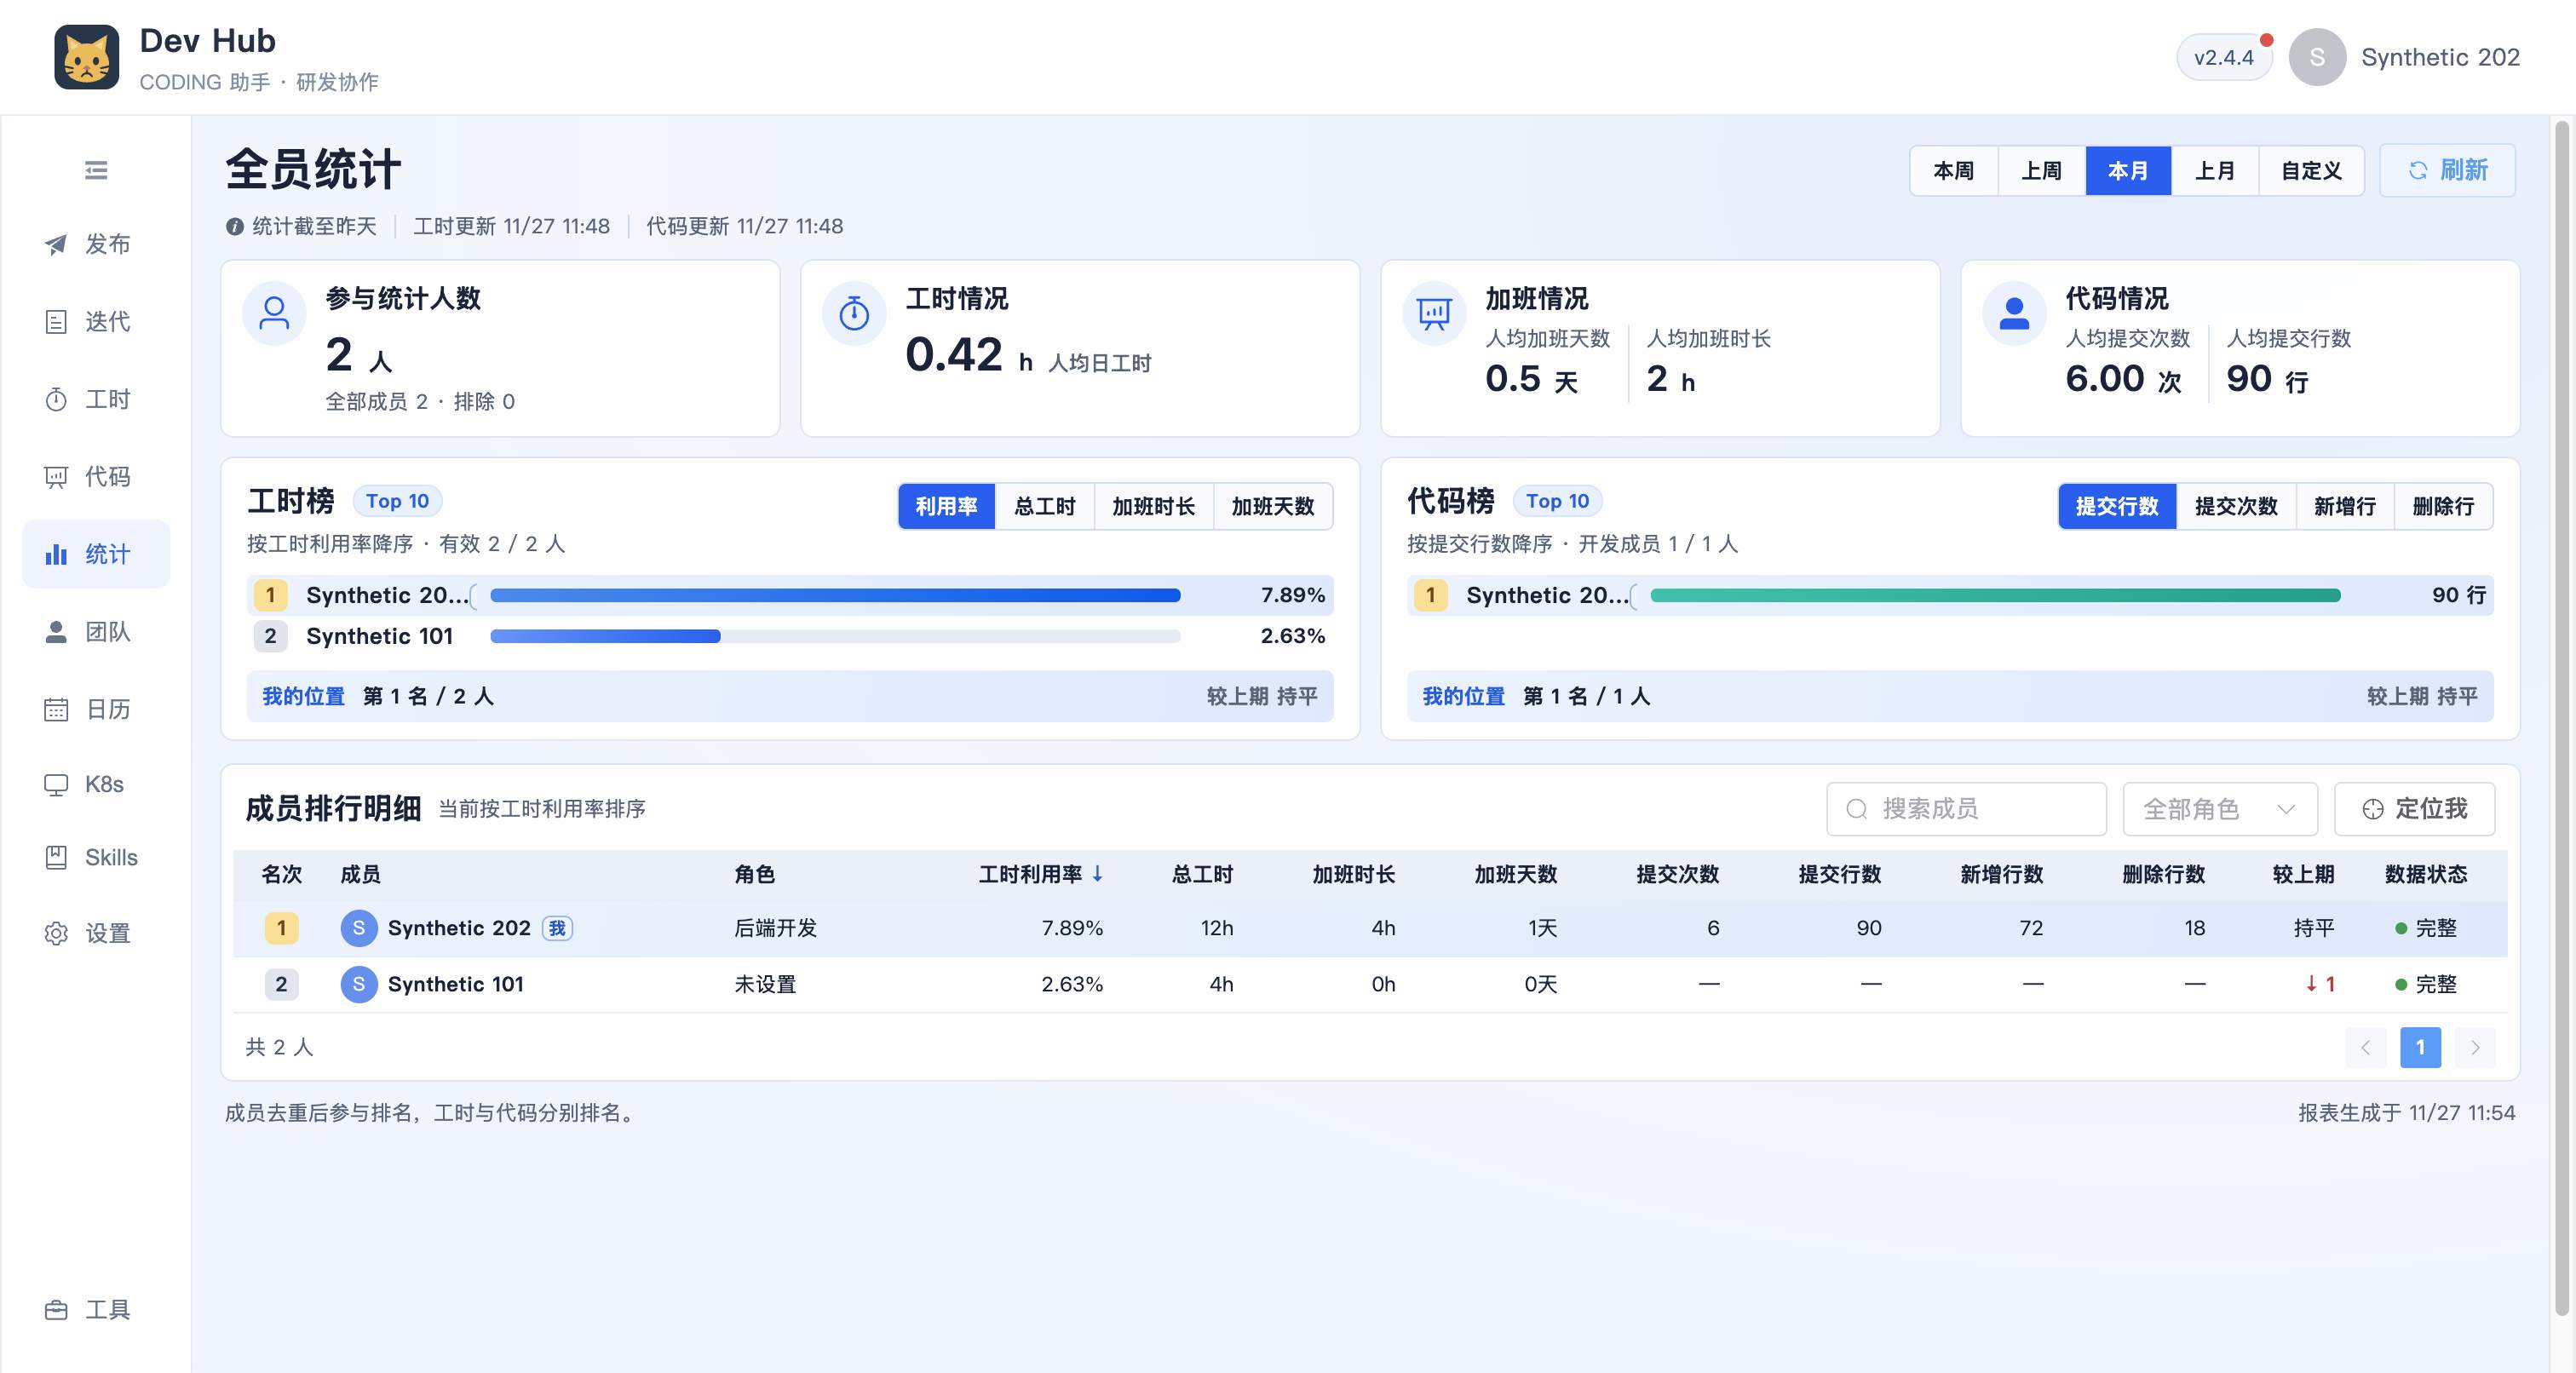 Dev Hub
CODING 助手 · 研发协作
v2.4.4
S
Synthetic 202
发布
迭代
工时
代码
统计
团队
日历
K8s
Skills
设置
工具
全员统计
本周 上周 本月 上月 自定义 刷新
统计截至昨天 工时更新 11/27 11:48 代码更新 11/27 11:48
参与统计人数
2 人
全部成员 2 · 排除 0
工时情况
0.42 h 人均日工时
加班情况
人均加班天数 人均加班时长
0.5 天 2 h
代码情况
人均提交次数 人均提交行数
6.00 次 90 行
工时榜 Top 10 利用率 总工时 加班时长 加班天数
按工时利用率降序 · 有效 2 / 2 人
1 Synthetic 20... 7.89%
2 Synthetic 101 2.63%
我的位置 第 1 名 / 2 人 较上期 持平
代码榜 Top 10 提交行数 提交次数 新增行 删除行
按提交行数降序 · 开发成员 1 / 1 人
1 Synthetic 20... 90 行
我的位置 第 1 名 / 1 人 较上期 持平
成员排行明细 当前按工时利用率排序 搜索成员 全部角色 定位我
名次 成员 角色 工时利用率 ↓ 总工时 加班时长 加班天数 提交次数 提交行数 新增行数 删除行数 较上期 数据状态
1 S Synthetic 202 我 后端开发 7.89% 12h 4h 1天 6 90 72 18 持平 完整
2 S Synthetic 101 未设置 2.63% 4h 0h 0天 — — — — ↓ 1 完整
共 2 人 1
成员去重后参与排名，工时与代码分别排名。 报表生成于 11/27 11:54